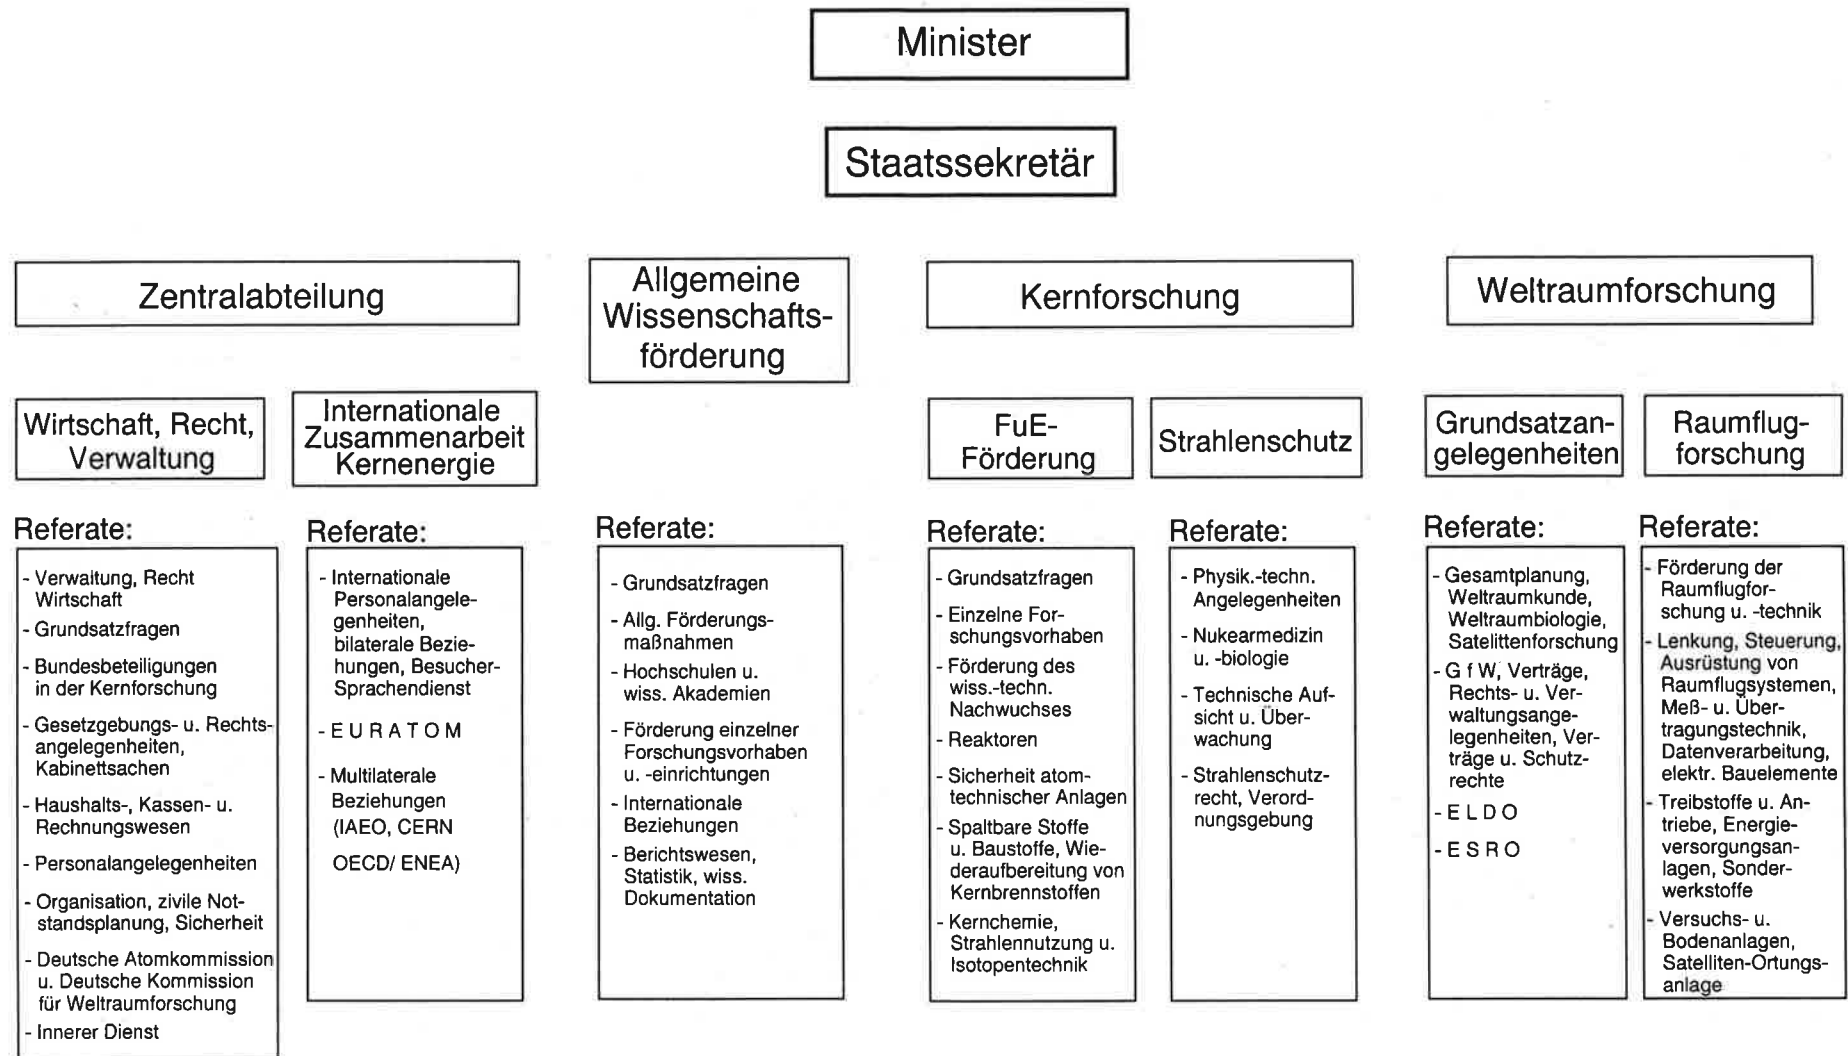 Minister
Staatssekretär
Zentralabteilung
Allgemeine
Wissenschafts-
förderung
Kernforschung
Weltraumforschung
Wirtschaft, Recht,
Verwaltung
Internationale
Zusammenarbeit
Kernenergie
FuE-
Förderung
Strahlenschutz
Grundsatzan-
gelegenheiten
Raumflug-
forschung
Referate:
- Verwaltung, Recht
Wirtschaft
- Grundsatzfragen
- Bundesbeteiligungen
in der Kernforschung
- Gesetzgebungs- u. Rechts-
angelegenheiten,
Kabinettsachen
- Haushalts-, Kassen- u.
Rechnungswesen
- Personalangelegenheiten
- Organisation, zivile Not-
standsplanung, Sicherheit
- Deutsche Atomkommission
u. Deutsche Kommission
für Weltraumforschung
- Innerer Dienst
Referate:
- Internationale
Personalangele-
genheiten,
bilaterale Bezie-
hungen, Besucher-
Sprachendienst
- E U R A T O M
- Multilaterale
Beziehungen
(IAEO, CERN
OECD/ ENEA)
Referate:
- Grundsatzfragen
- Allg. Förderungs-
maßnahmen
- Hochschulen u.
wiss. Akademien
- Förderung einzelner
Forschungsvorhaben
u. -einrichtungen
- Internationale
Beziehungen
- Berichtswesen,
Statistik, wiss.
Dokumentation
Referate:
- Grundsatzfragen
- Einzelne For-
schungsvorhaben
- Förderung des
wiss.-techn.
Nachwuchses
- Reaktoren
- Sicherheit atom-
technischer Anlagen
- Spaltbare Stoffe
u. Baustoffe, Wie-
deraufbereitung von
Kernbrennstoffen
- Kernchemie,
Strahlennutzung u.
Isotopentechnik
Referate:
- Physik.-techn.
Angelegenheiten
- Nukearmedizin
u. -biologie
- Technische Auf-
sicht u. Über-
wachung
- Strahlenschutz-
recht, Verord-
nungsgebung
Referate:
- Gesamtplanung,
Weltraumkunde,
Weltraumbiologie,
Satelittenforschung
- G f W, Verträge,
Rechts- u. Ver-
waltungsange-
legenheiten, Ver-
träge u. Schutz-
rechte
- E L D O
- E S R O
Referate:
- Förderung der
Raumflugfor-
schung u. -technik
- Lenkung, Steuerung,
Ausrüstung von
Raumflugsystemen,
Meß- u. Über-
tragungstechnik,
Datenverarbeitung,
elektr. Bauelemente
- Treibstoffe u. An-
triebe, Energie-
versorgungsan-
lagen, Sonder-
werkstoffe
- Versuchs- u.
Bodenanlagen,
Satelliten-Ortungs-
anlage